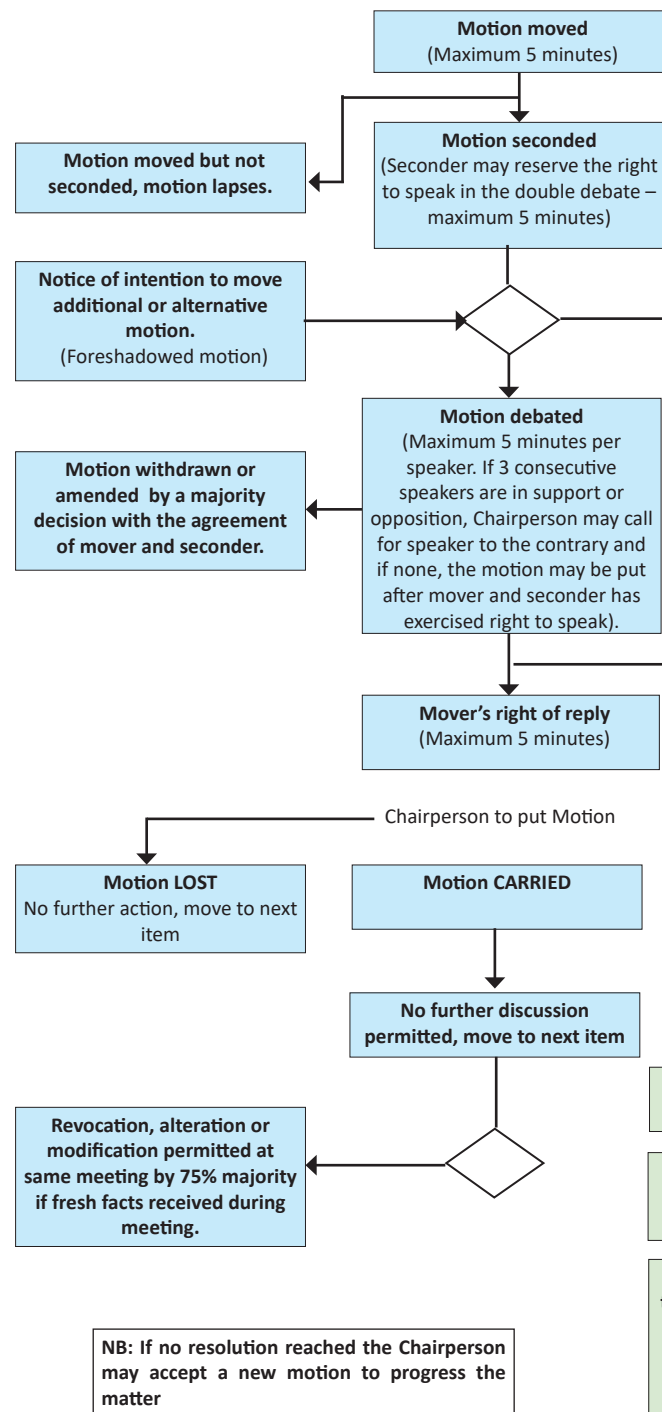 Motion moved
(Maximum 5 minutes)
Motion seconded
(Seconder may reserve the right
to speak in the double debate –
maximum 5 minutes)
Motion moved but not
seconded, motion lapses.
Notice of intention to move
additional or alternative
motion.
(Foreshadowed motion)
Motion debated
(Maximum 5 minutes per
speaker. If 3 consecutive
speakers are in support or
opposition, Chairperson may call
for speaker to the contrary and
if none, the motion may be put
after mover and seconder has
exercised right to speak).
Motion withdrawn or
amended by a majority
decision with the agreement
of mover and seconder.
Mover’s right of reply
(Maximum 5 minutes)
Chairperson to put Motion
Motion LOST
No further action, move to next
item
Motion CARRIED
No further discussion
permitted, move to next item
Revocation, alteration or
modification permitted at
same meeting by 75% majority
if fresh facts received during
meeting.
NB: If no resolution reached the Chairperson
may accept a new motion to progress the
matter